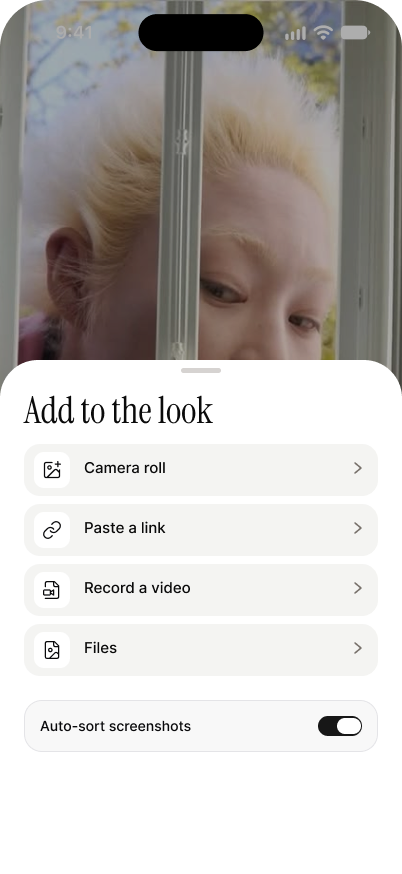 9:41
Add to the look
Camera roll
Paste a link
Record a video
Files
Auto-sort screenshots